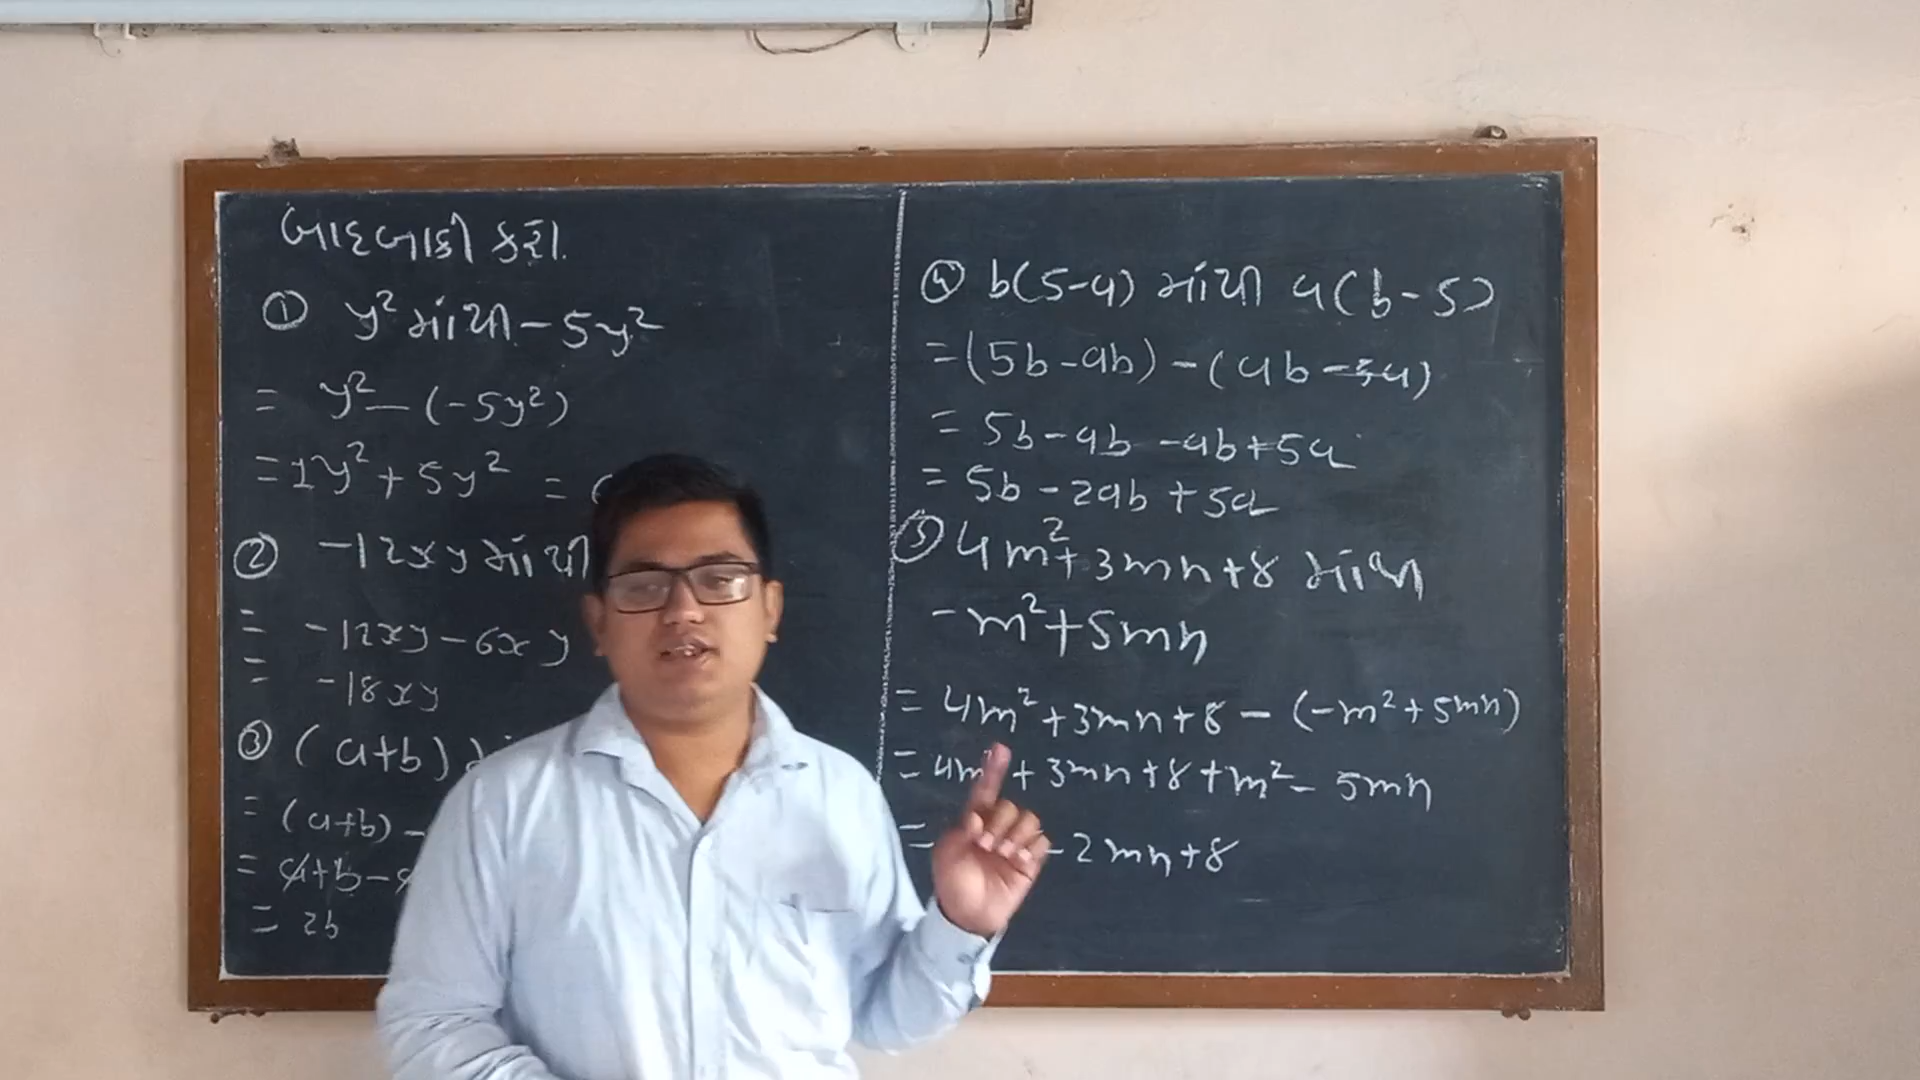 બાદબાકી કરો.
① y² માંથી - 5y²
= y² - (-5y²)
= 1y² + 5y² =
② -12xy માંથી
= -12xy - 6xy
= -18xy
③ (a+b)
= (a+b) -
= a+b-a
= 2b
④ b(5-a) માંથી a(b-5)
= (5b-ab) - (ab-5a)
= 5b-ab-ab+5a
= 5b-2ab+5a
⑤ 4m²+3mn+8 માંથી
-m²+5mn
= 4m²+3mn+8 - (-m²+5mn)
= 4m²+3mn+8+m²-5mn
= -2mn+8